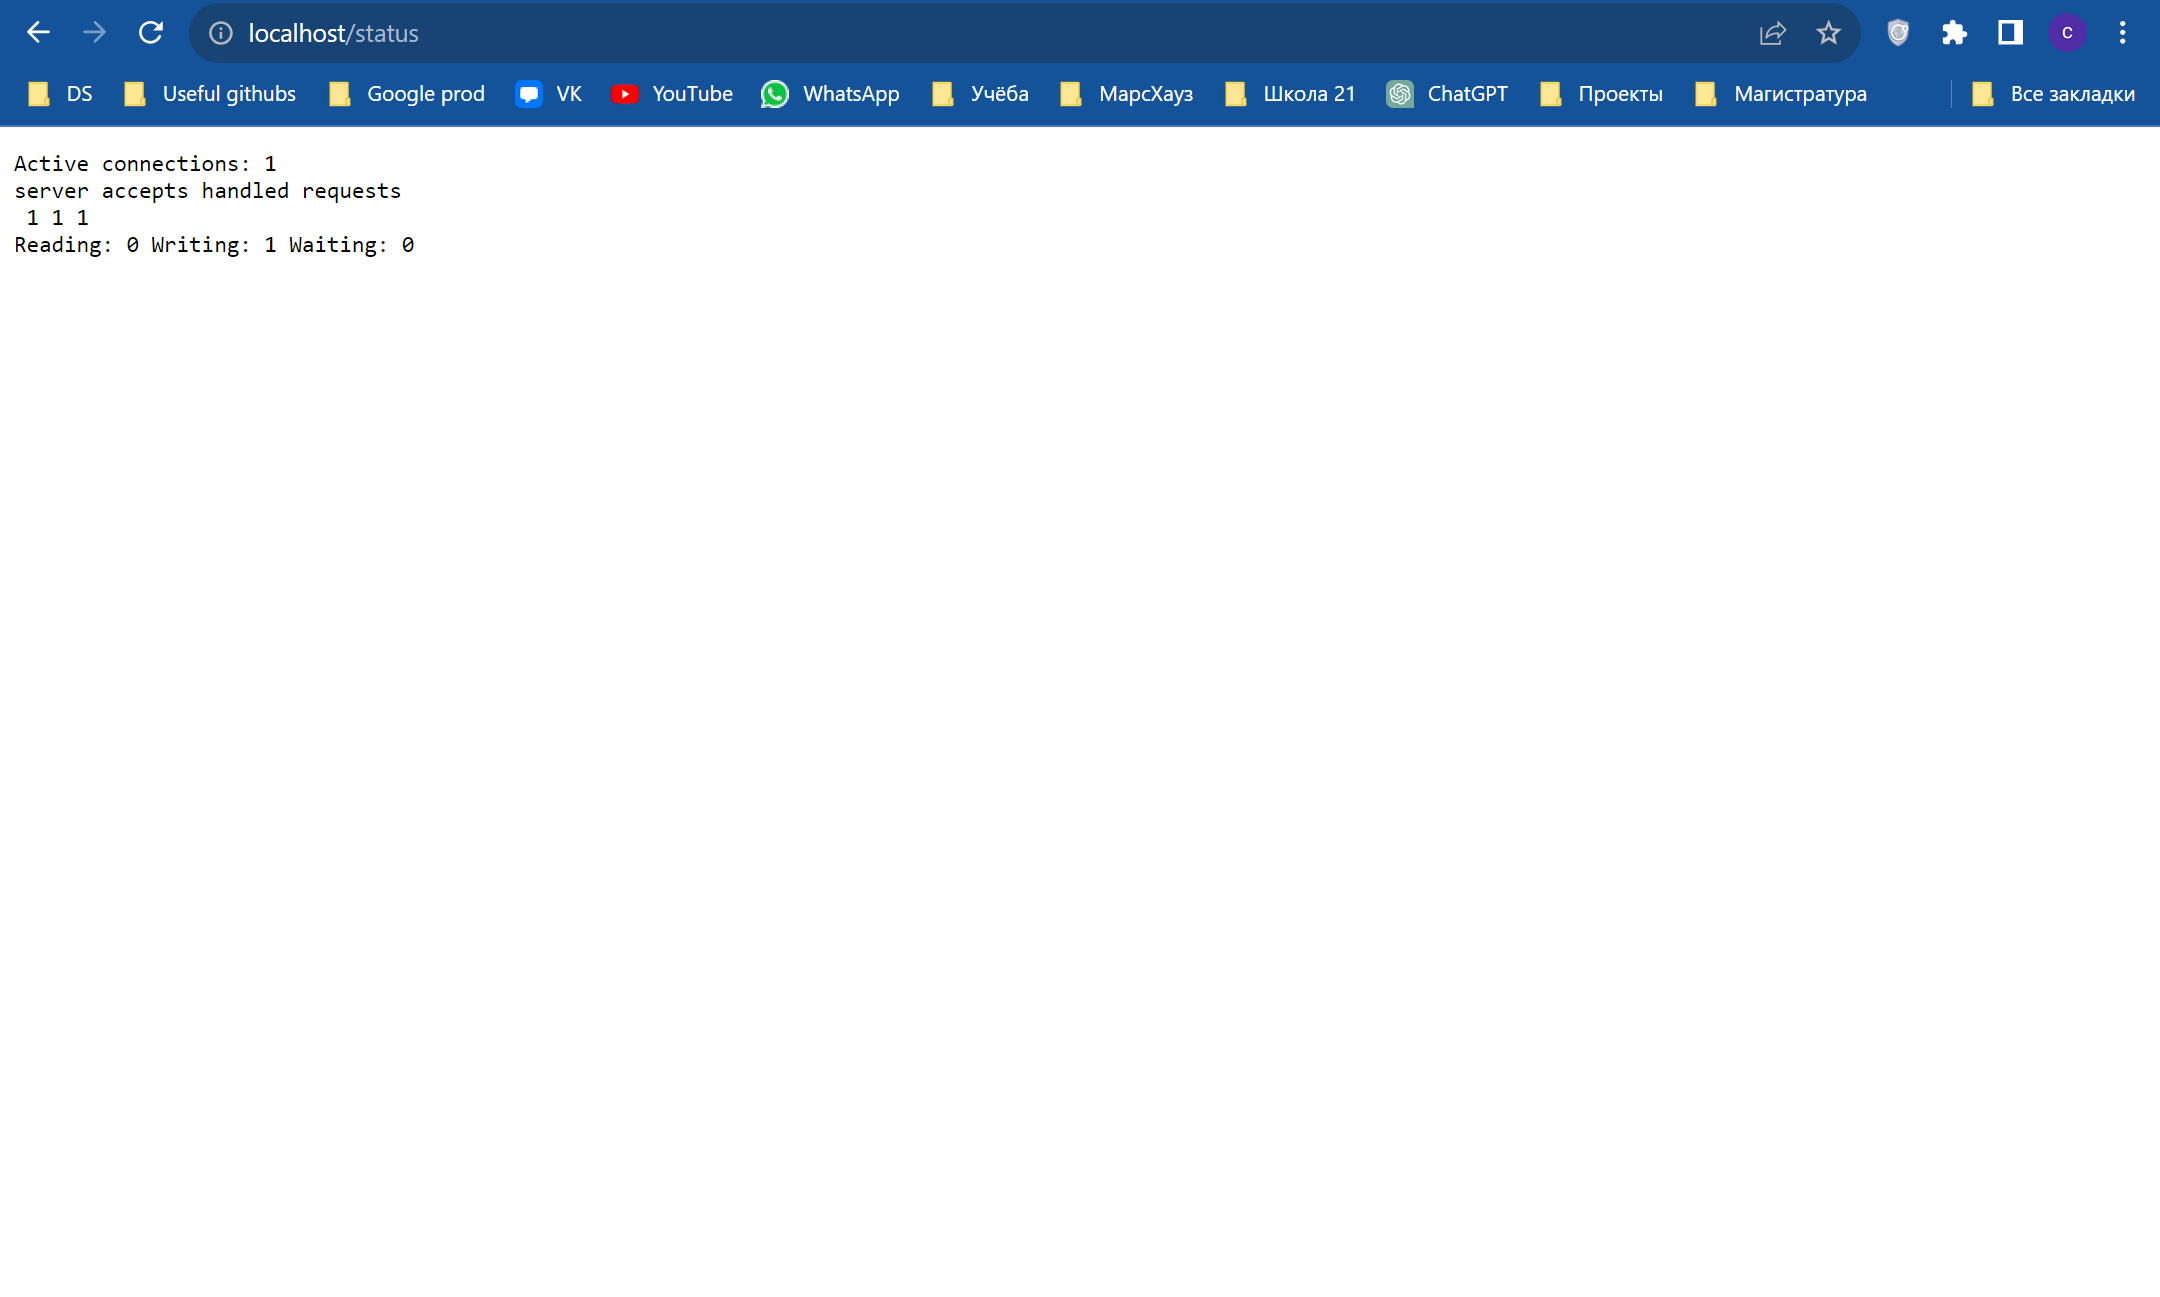 localhost/status
C
DS Useful githubs Google prod VK YouTube WhatsApp Учёба МарсХауз Школа 21 ChatGPT Проекты Магистратура Все закладки
Active connections: 1
server accepts handled requests
1 1 1
Reading: 0 Writing: 1 Waiting: 0